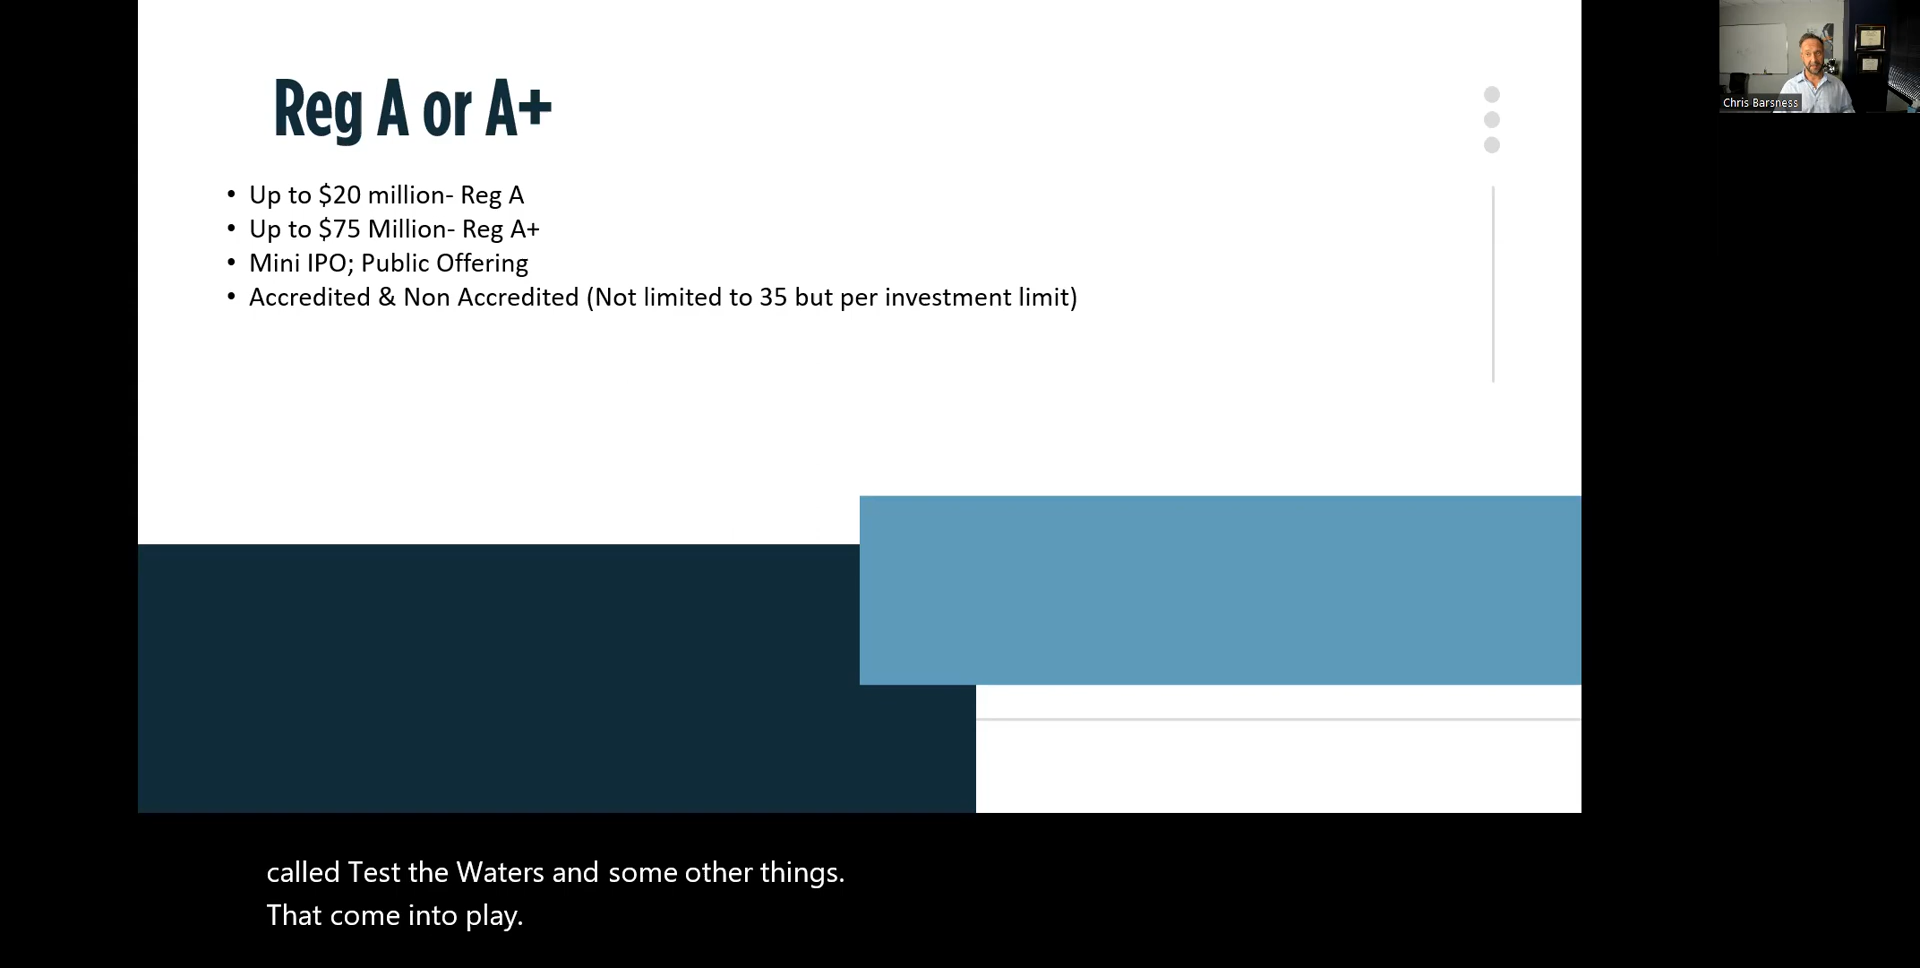 Reg A or A+
• Up to $20 million- Reg A
• Up to $75 Million- Reg A+
• Mini IPO; Public Offering
• Accredited & Non Accredited (Not limited to 35 but per investment limit)
Chris Barsness
called Test the Waters and some other things.
That come into play.